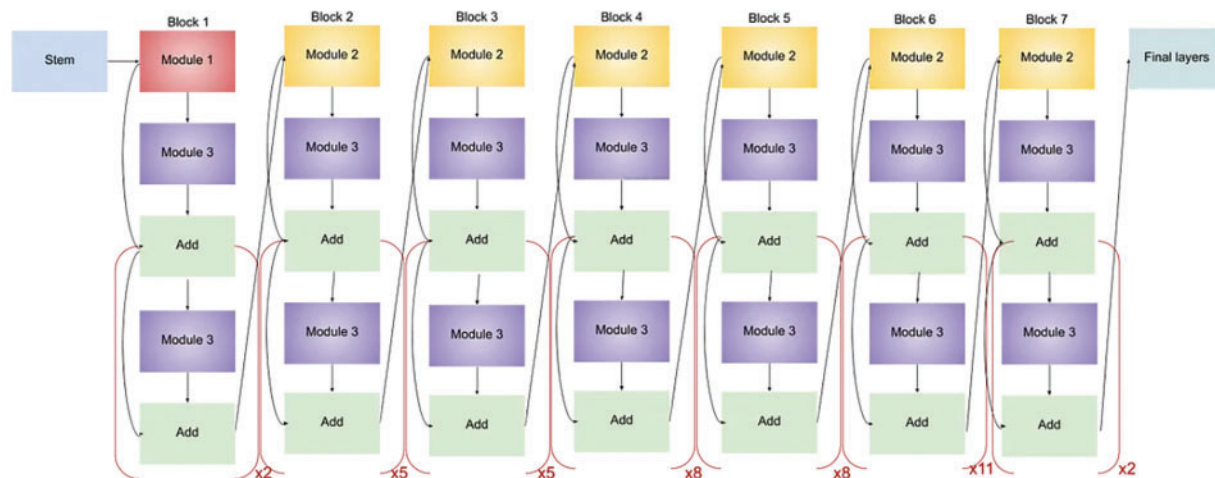 Block 1 Block 2 Block 3 Block 4 Block 5 Block 6 Block 7
Stem Module 1 Module 2 Module 2 Module 2 Module 2 Module 2 Module 2 Final layers
Module 3 Module 3 Module 3 Module 3 Module 3 Module 3 Module 3
Add Add Add Add Add Add Add
Module 3 Module 3 Module 3 Module 3 Module 3 Module 3 Module 3
Add Add Add Add Add Add Add
x2 x5 x5 x8 x8 x11 x2